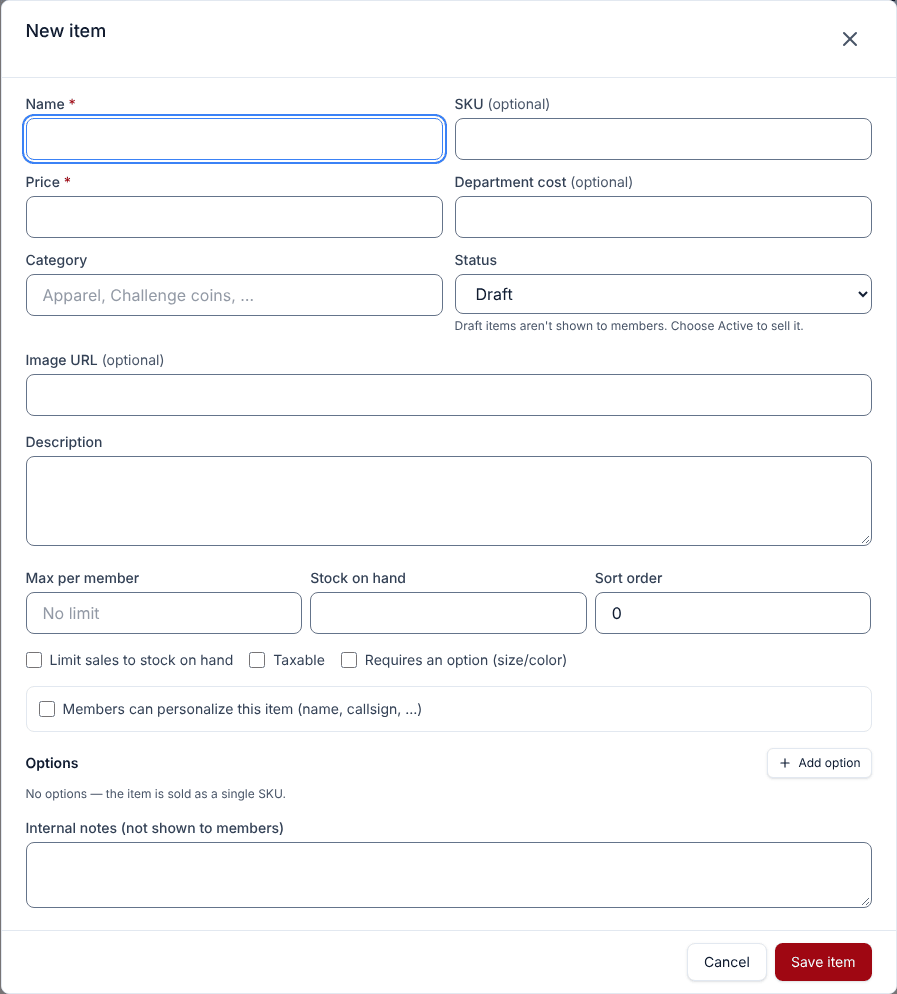 New item
Name *
SKU (optional)
Price *
Department cost (optional)
Category
Status
Apparel, Challenge coins, ...
Draft
Draft items aren't shown to members. Choose Active to sell it.
Image URL (optional)
Description
Max per member
Stock on hand
Sort order
No limit
0
Limit sales to stock on hand
Taxable
Requires an option (size/color)
Members can personalize this item (name, callsign, ...)
Options
+ Add option
No options — the item is sold as a single SKU.
Internal notes (not shown to members)
Cancel
Save item